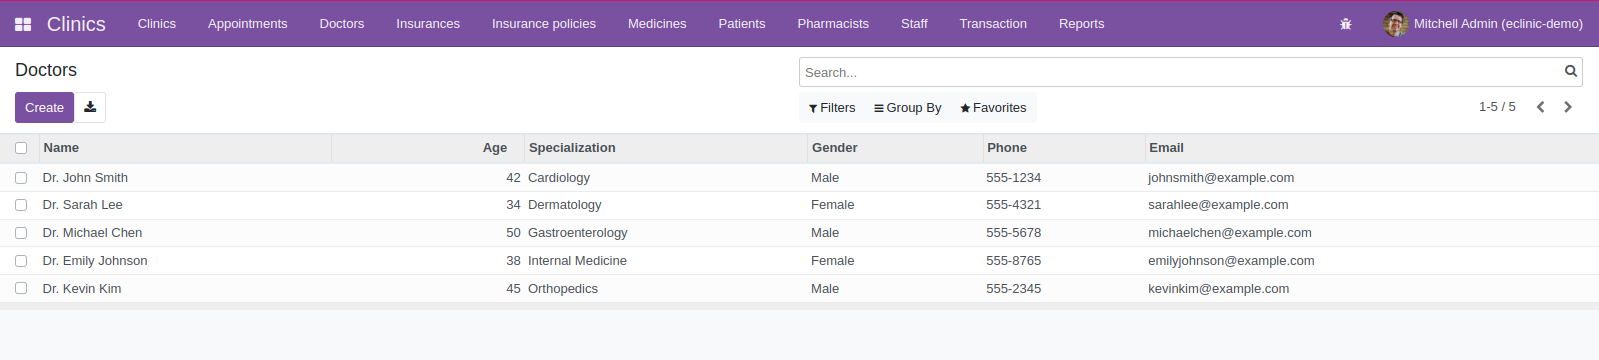 Clinics Clinics Appointments Doctors Insurances Insurance policies Medicines Patients Pharmacists Staff Transaction Reports Mitchell Admin (eclinic-demo)
Doctors Search...
Create Filters Group By Favorites 1-5 / 5
Name Age Specialization Gender Phone Email
Dr. John Smith 42 Cardiology Male 555-1234 johnsmith@example.com
Dr. Sarah Lee 34 Dermatology Female 555-4321 sarahlee@example.com
Dr. Michael Chen 50 Gastroenterology Male 555-5678 michaelchen@example.com
Dr. Emily Johnson 38 Internal Medicine Female 555-8765 emilyjohnson@example.com
Dr. Kevin Kim 45 Orthopedics Male 555-2345 kevinkim@example.com